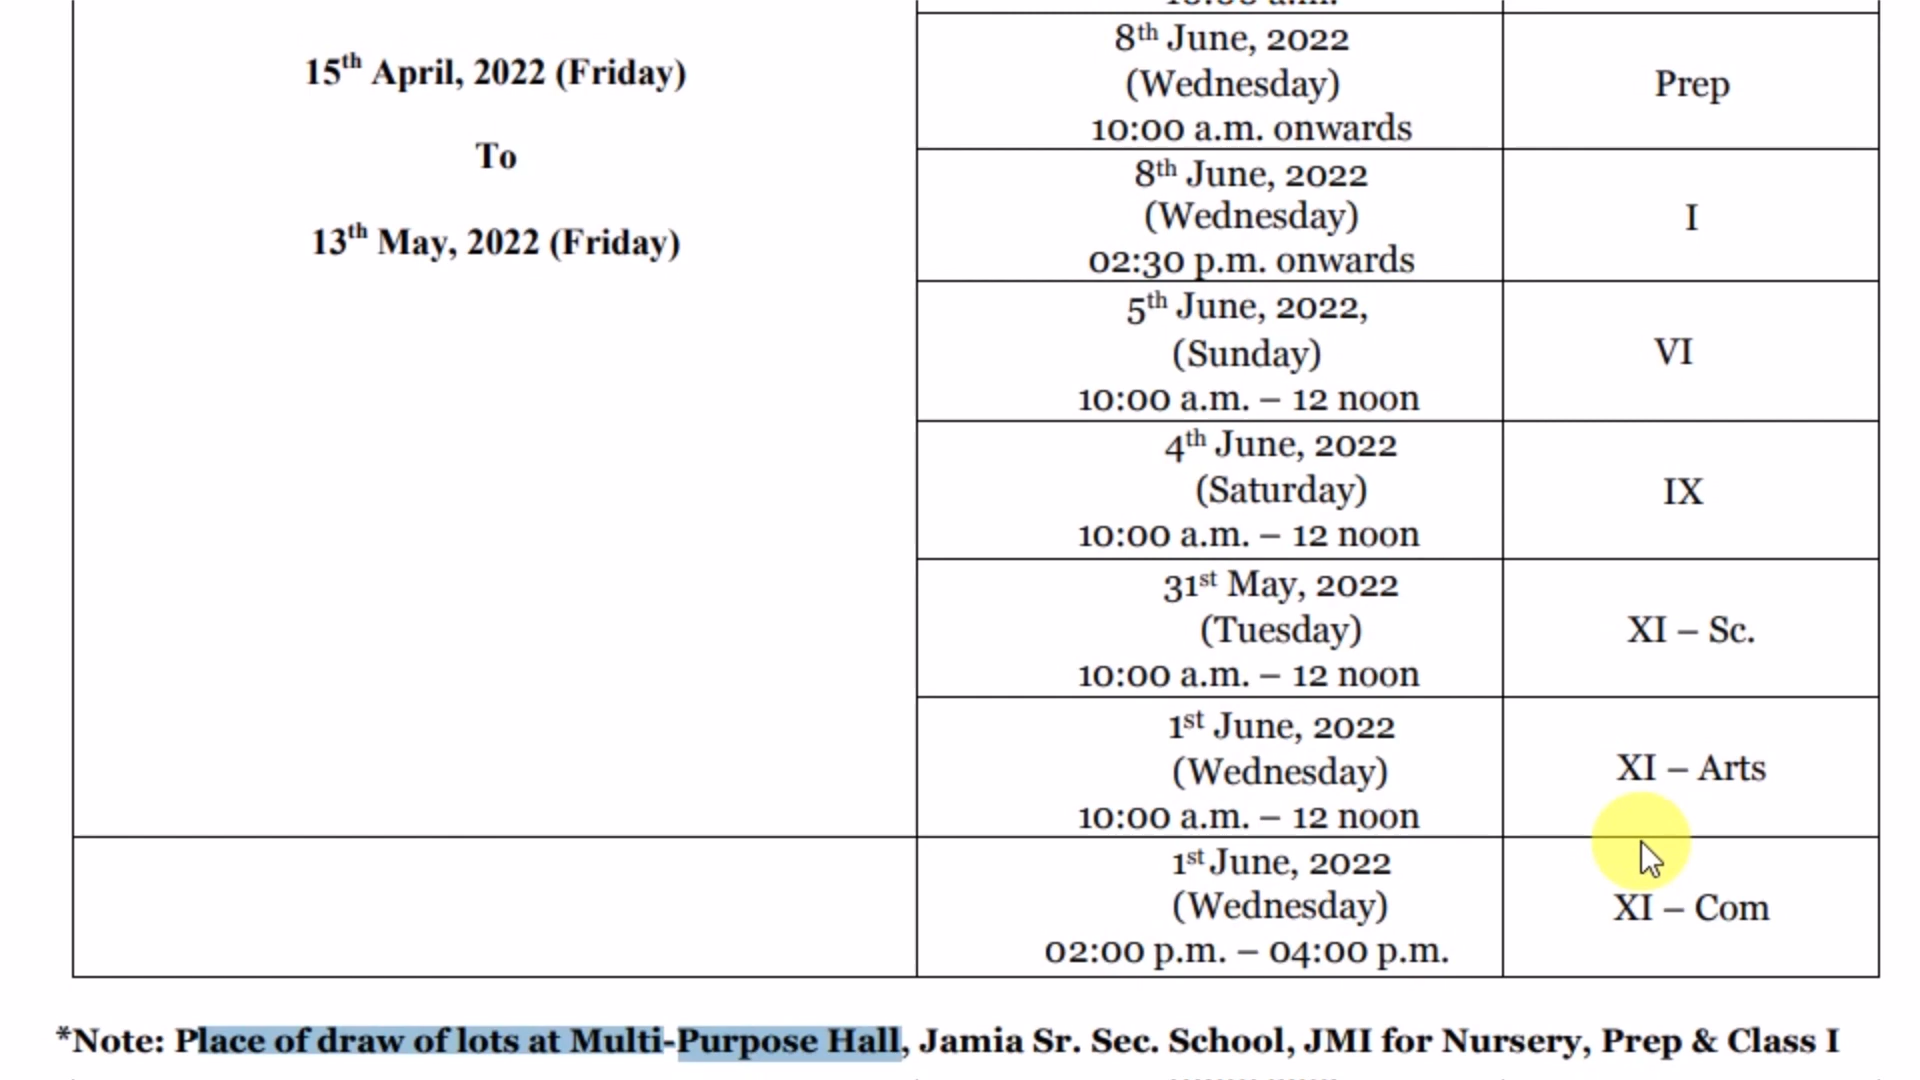 15th April, 2022 (Friday)
To
13th May, 2022 (Friday)
10:00 a.m.
8th June, 2022
(Wednesday)
10:00 a.m. onwards
Prep
8th June, 2022
(Wednesday)
02:30 p.m. onwards
I
5th June, 2022,
(Sunday)
10:00 a.m. – 12 noon
VI
4th June, 2022
(Saturday)
10:00 a.m. – 12 noon
IX
31st May, 2022
(Tuesday)
10:00 a.m. – 12 noon
XI – Sc.
1st June, 2022
(Wednesday)
10:00 a.m. – 12 noon
XI – Arts
1st June, 2022
(Wednesday)
02:00 p.m. – 04:00 p.m.
XI – Com
*Note: Place of draw of lots at Multi-Purpose Hall, Jamia Sr. Sec. School, JMI for Nursery, Prep & Class I